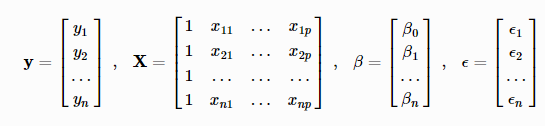 y = [ y₁ y₂ … yₙ ] , X = [ 1 x₁₁ … x₁ₚ ; 1 x₂₁ … x₂ₚ ; 1 … … … ; 1 xₙ₁ … xₙₚ ] , β = [ β₀ β₁ … βₙ ] , ϵ = [ ϵ₁ ϵ₂ … ϵₙ ]